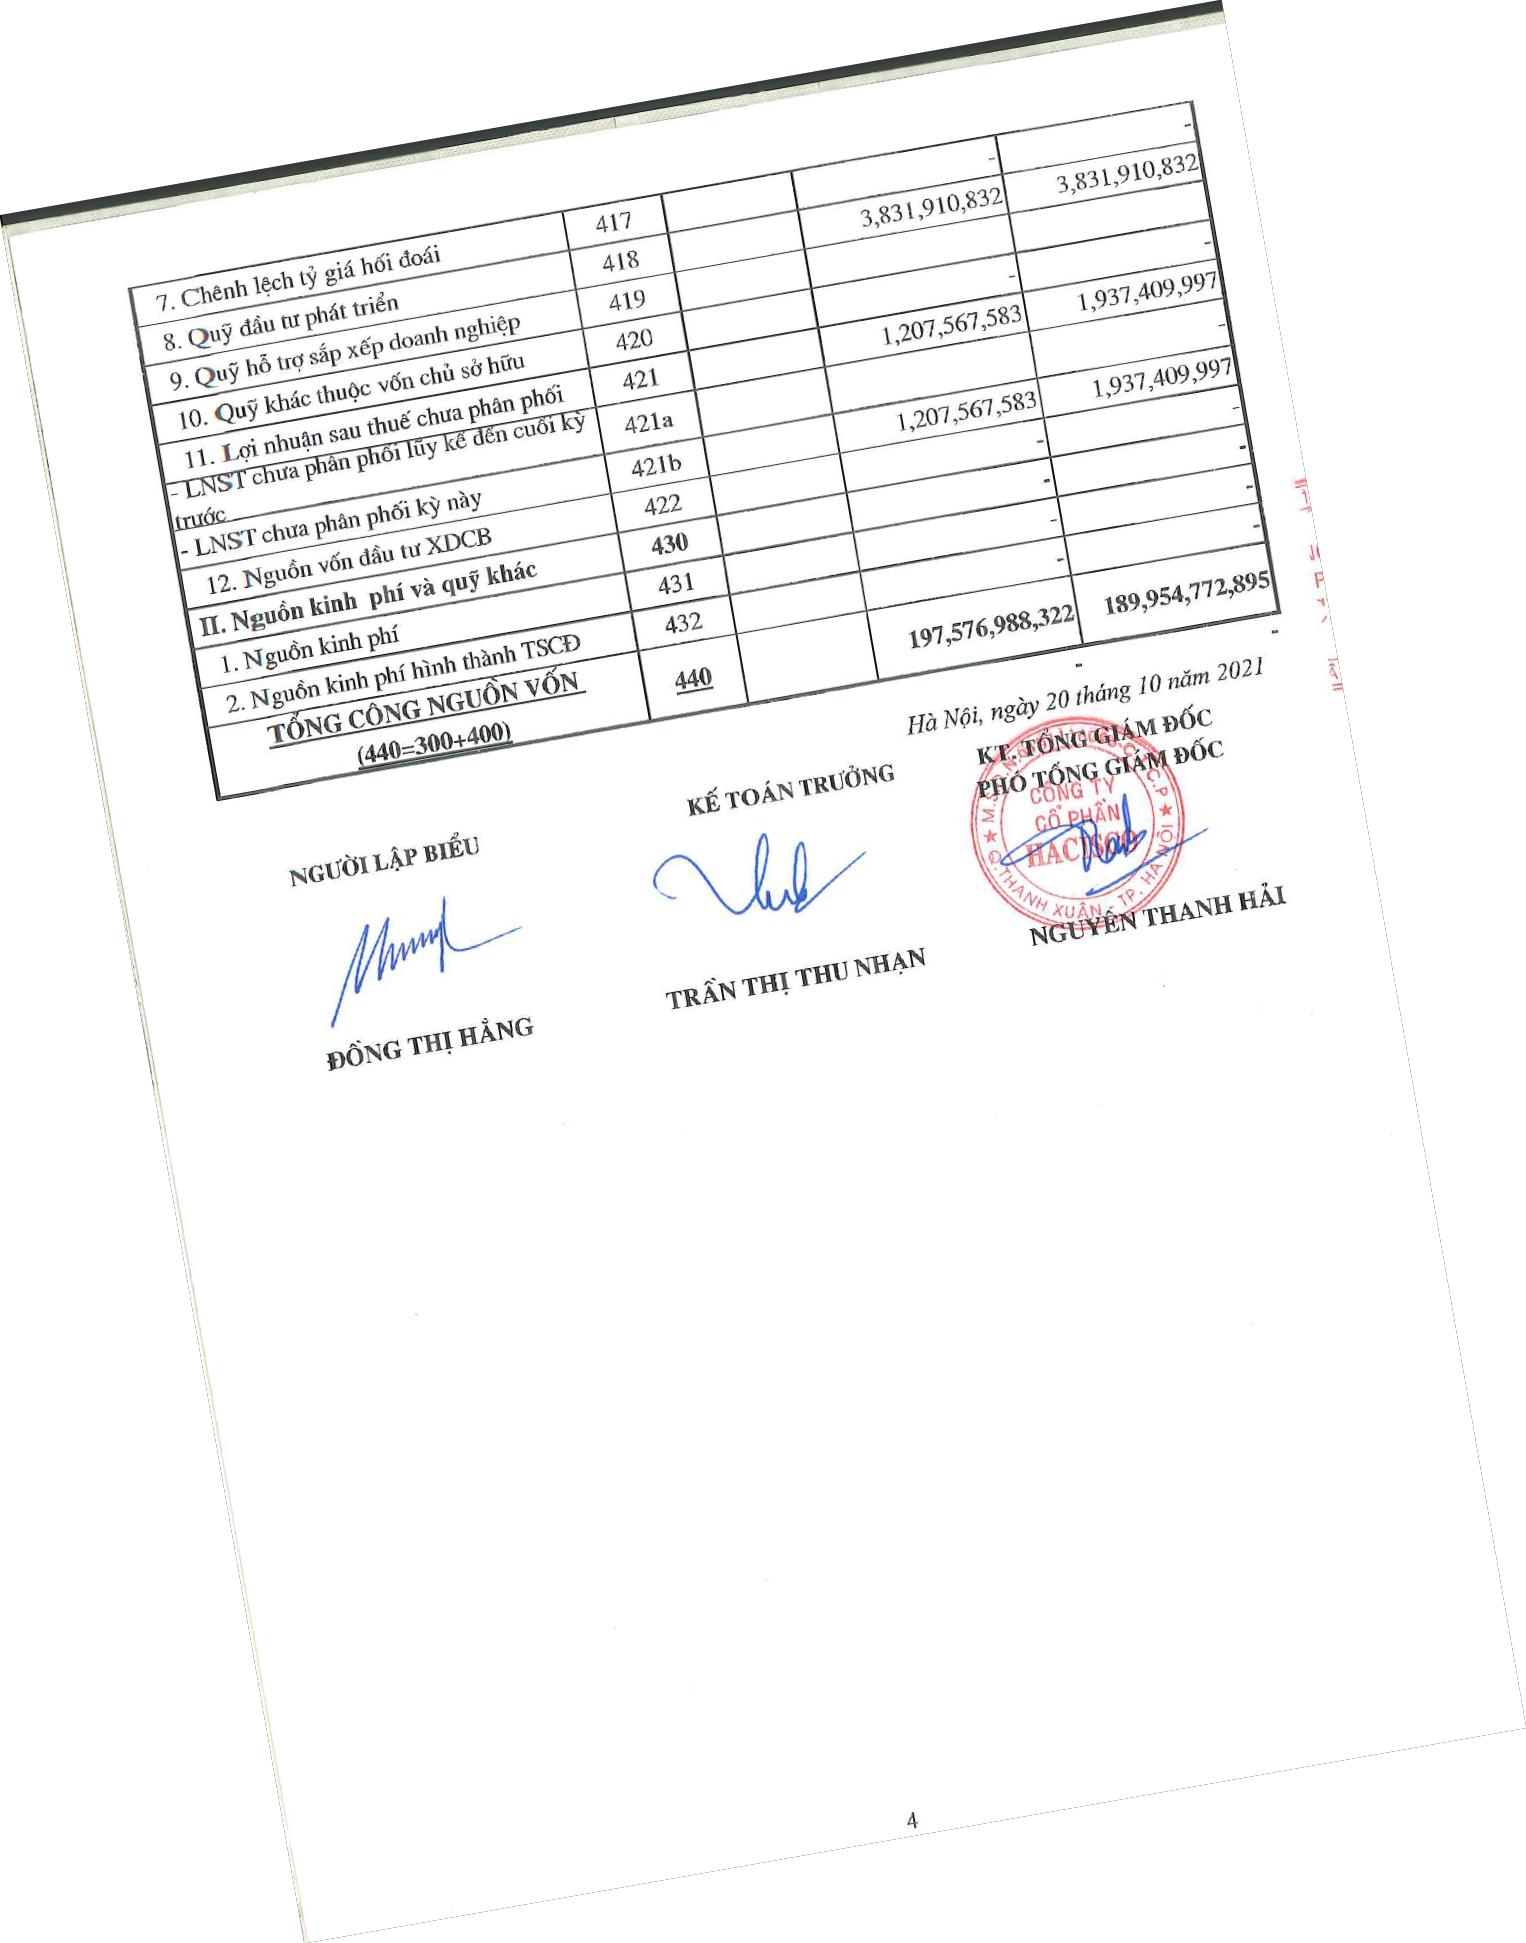 7. Chênh lệch tỷ giá hối đoái 417 - -
8. Quỹ đầu tư phát triển 418 3,831,910,832 3,831,910,832
9. Quỹ hỗ trợ sắp xếp doanh nghiệp 419
10. Quỹ khác thuộc vốn chủ sở hữu 420 - -
11. Lợi nhuận sau thuế chưa phân phối 421 1,207,567,583 1,937,409,997
- LNST chưa phân phối lũy kế đến cuối kỳ 421a -
trước
- LNST chưa phân phối kỳ này 421b 1,207,567,583 1,937,409,997
12. Nguồn vốn đầu tư XDCB 422 - -
II. Nguồn kinh phí và quỹ khác 430 - -
1. Nguồn kinh phí 431 - -
2. Nguồn kinh phí hình thành TSCĐ 432 - -
TỔNG CÔNG NGUỒN VỐN 440 197,576,988,322 189,954,772,895
(440=300+400)
- -
Hà Nội, ngày 20 tháng 10 năm 2021
KT. TỔNG GIÁM ĐỐC
PHÓ TỔNG GIÁM ĐỐC
KẾ TOÁN TRƯỞNG
NGƯỜI LẬP BIỂU
CÔNG TY
CỔ PHẦN
HACISCO
Q. THANH XUÂN - TP. HÀ NỘI
NGUYỄN THANH HẢI
TRẦN THỊ THU NHẠN
ĐỒNG THỊ HẰNG
4